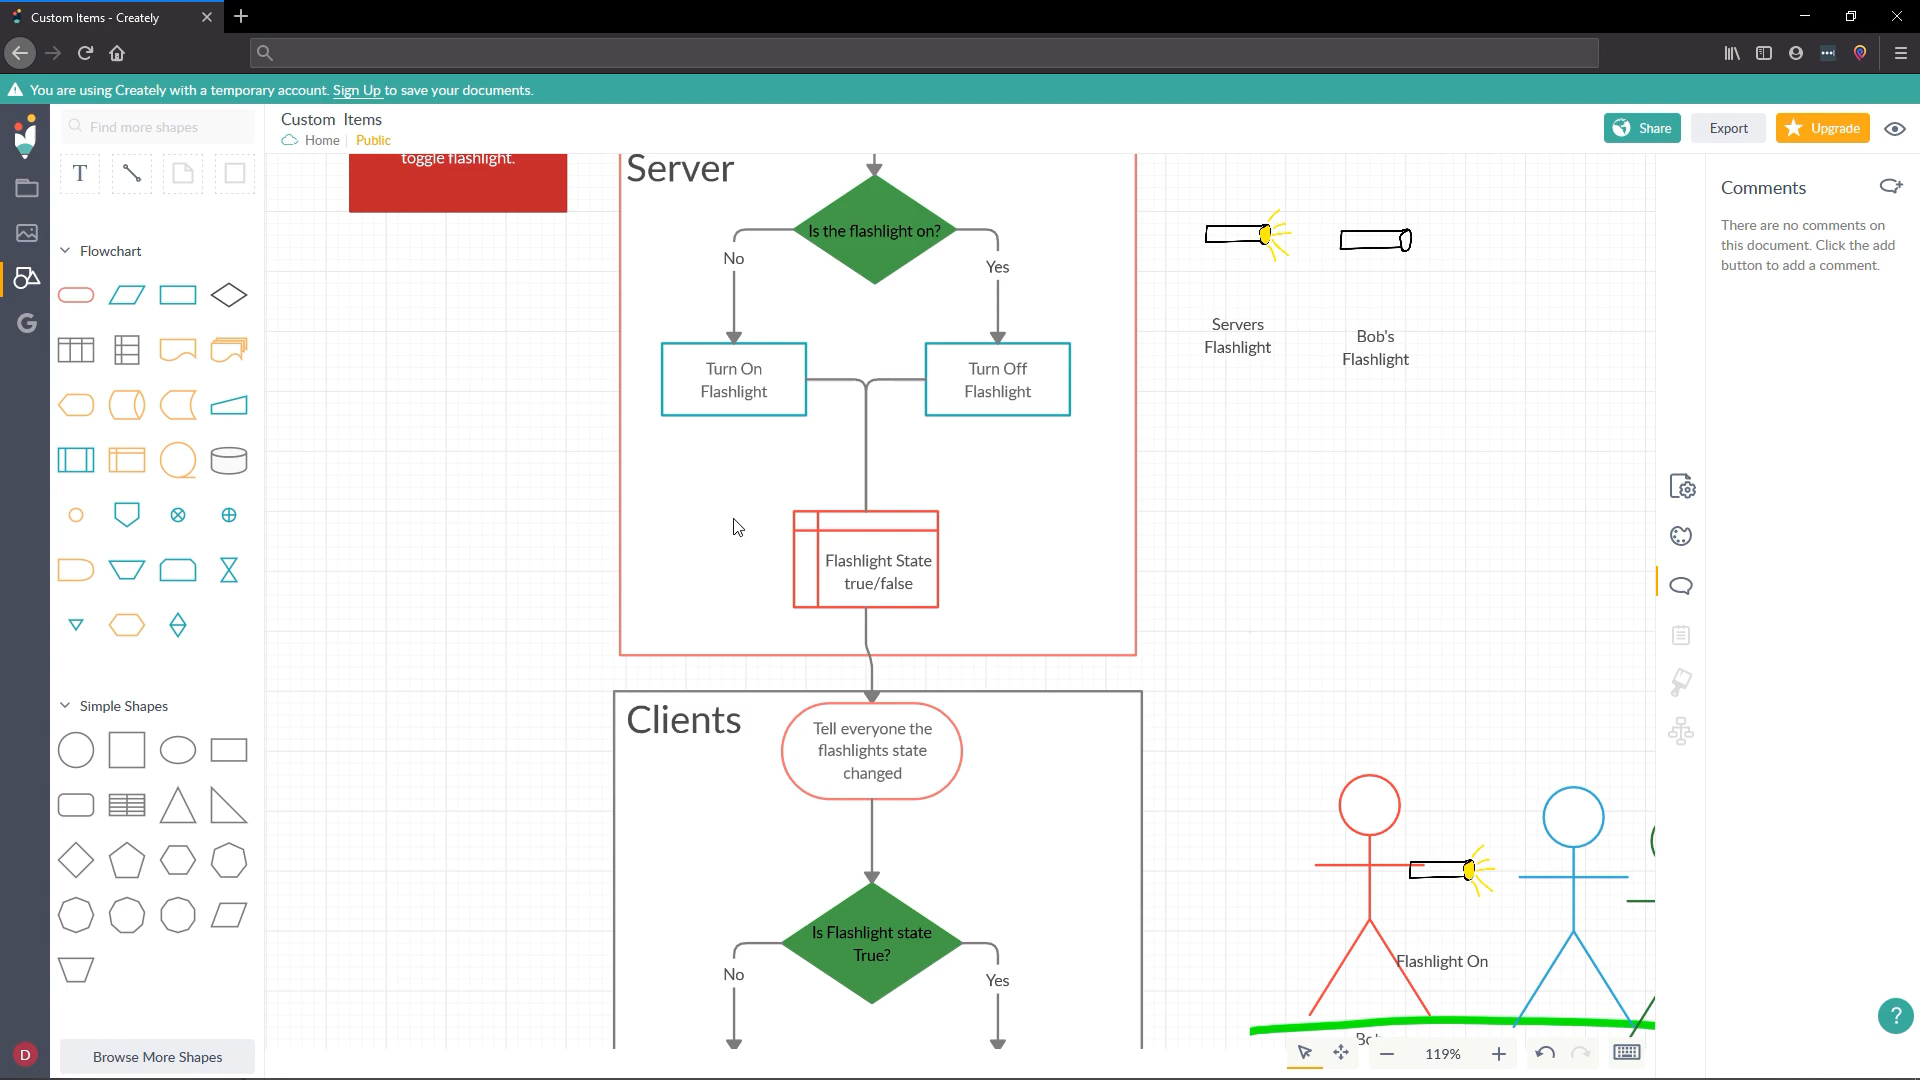 Custom Items - Creately
You are using Creately with a temporary account. Sign Up to save your documents.
Find more shapes
Custom Items
Home
Public
Share
Export
Upgrade
T
Flowchart
Simple Shapes
Browse More Shapes
D
toggle flashlight.
Server
Is the flashlight on?
No
Yes
Turn On
Flashlight
Turn Off
Flashlight
Flashlight State
true/false
Clients
Tell everyone the
flashlights state
changed
Is Flashlight state
True?
No
Yes
Servers
Flashlight
Bob's
Flashlight
Flashlight On
119%
Comments
There are no comments on
this document. Click the add
button to add a comment.
?